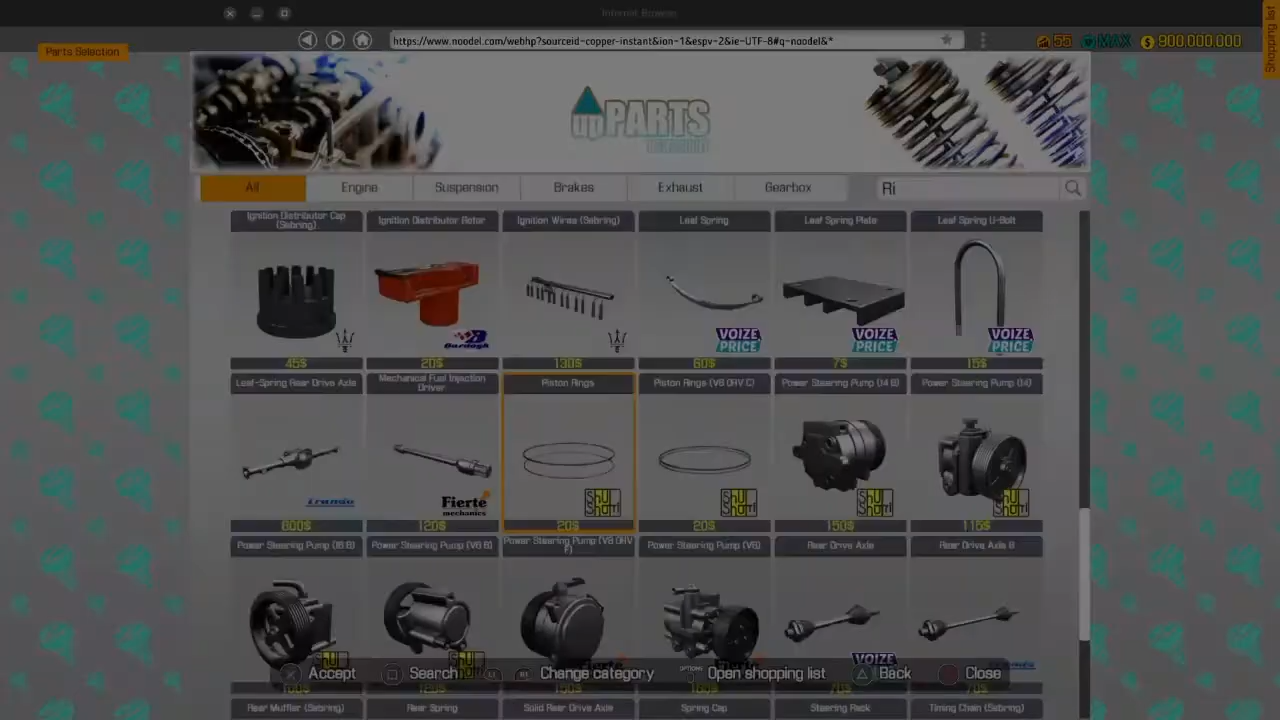 Internet Browser
https://www.noodel.com/webhp?sourceid-copper-instant&ion-1&espv-2&ie-UTF-8#q-noodel&*
55
MAX
900.000.000
Shopping list
Parts Selection
upPARTS
All
Engine
Suspension
Brakes
Exhaust
Gearbox
Ri
Ignition Distributor Cap (Sebring)
Ignition Distributor Rotor
Ignition Wires (Sebring)
Leaf Spring
Leaf Spring Plate
Leaf Spring U-Bolt
Bardogh
VOIZE PRICE
VOIZE PRICE
VOIZE PRICE
45$
20$
130$
60$
7$
15$
Leaf-Spring Rear Drive Axle
Mechanical Fuel Injection Driver
Piston Rings
Piston Rings (V8 OHV C)
Power Steering Pump (I4 B)
Power Steering Pump (I4)
Fierte mechanics
600$
120$
20$
20$
150$
115$
Power Steering Pump (I6 B)
Power Steering Pump (V6 B)
Power Steering Pump (V8 OHV F)
Power Steering Pump (V8)
Rear Drive Axle
Rear Drive Axle B
VOIZE
Accept
Search
Change category
OPTIONS
Open shopping list
Back
Close
Rear Muffler (Sebring)
Rear Spring
Solid Rear Drive Axle
Spring Cap
Steering Rack
Timing Chain (Sebring)